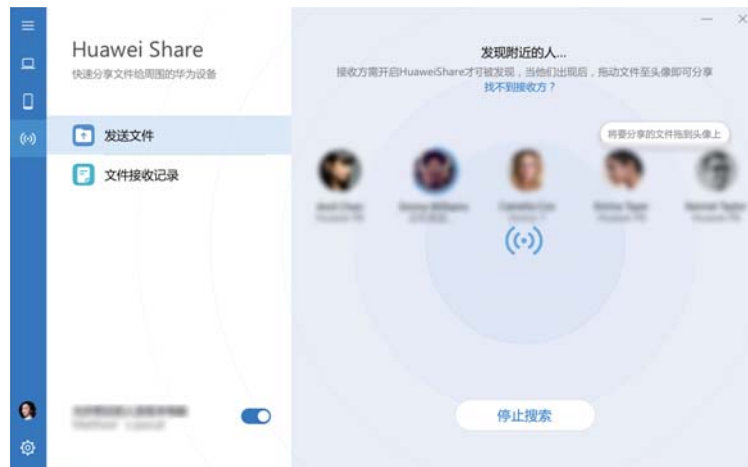 Huawei Share
快速分享文件给周围的华为设备
发送文件
文件接收记录
发现附近的人...
接收方需开启HuaweiShare才可被发现，当他们出现后，拖动文件至头像即可分享
找不到接收方？
将要分享的文件拖到头像上
停止搜索